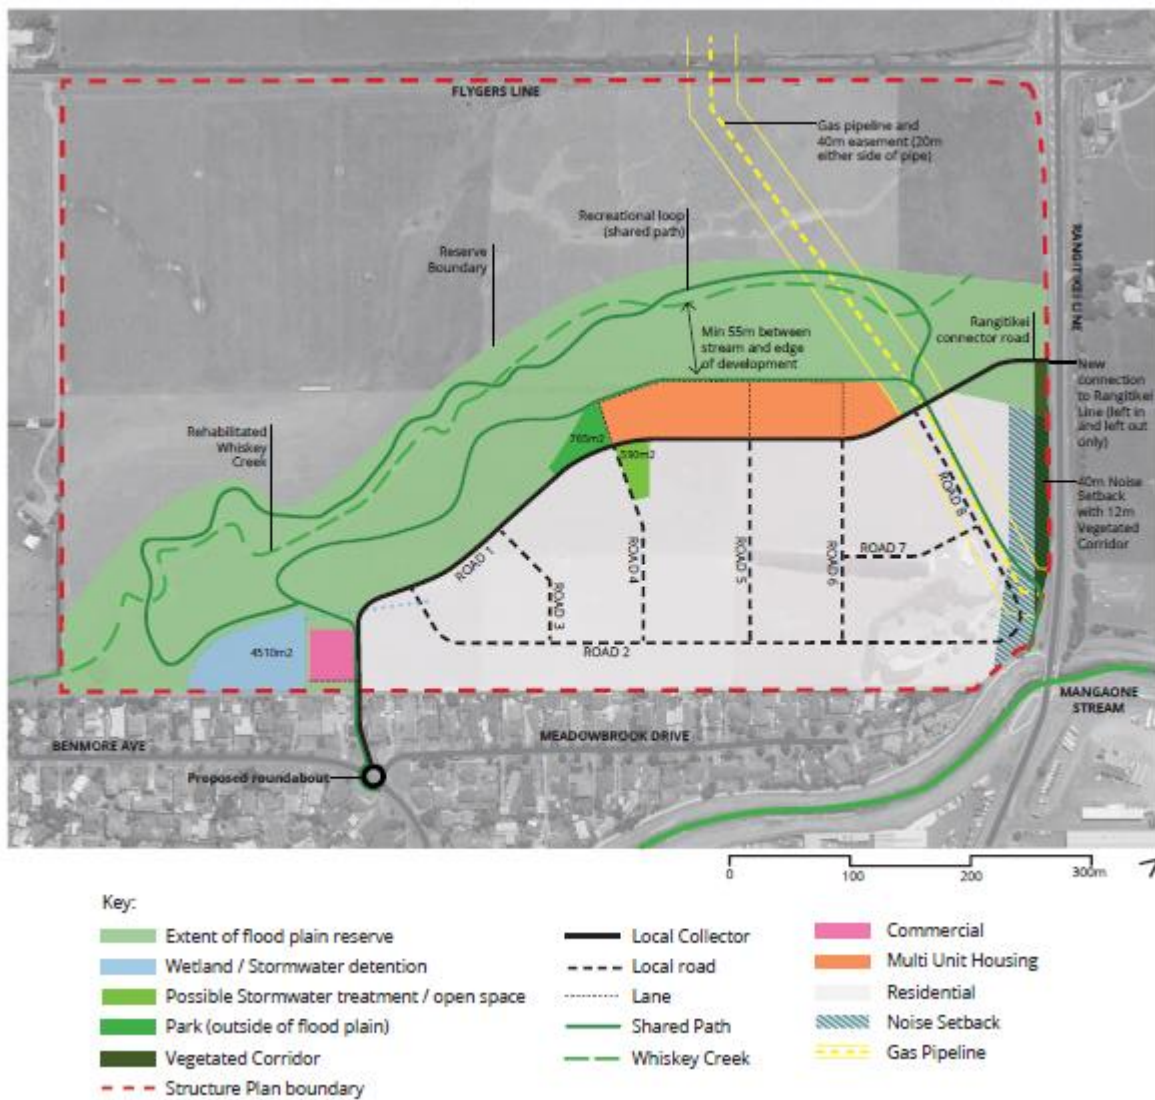 FLYGERS LINE
Gas pipeline and
40m easement (20m
either side of pipe)
Recreational loop
(shared path)
Reserve
Boundary
RANGITIKEI LINE
Rangitikei
connector road
Min 55m between
stream and edge
of development
New
connection
to Rangitikei
Line (left in
and left out
only)
Rehabilitated
Whiskey
Creek
765m2
590m2
40m Noise
Setback
with 12m
Vegetated
Corridor
ROAD 8
ROAD 1
ROAD 3
ROAD 4
ROAD 5
ROAD 6
ROAD 7
ROAD 2
4510m2
MANGAONE
STREAM
BENMORE AVE
MEADOWBROOK DRIVE
Proposed roundabout
0 100 200 300m
Key:
Extent of flood plain reserve
Wetland / Stormwater detention
Possible Stormwater treatment / open space
Park (outside of flood plain)
Vegetated Corridor
Structure Plan boundary
Local Collector
Local road
Lane
Shared Path
Whiskey Creek
Commercial
Multi Unit Housing
Residential
Noise Setback
Gas Pipeline